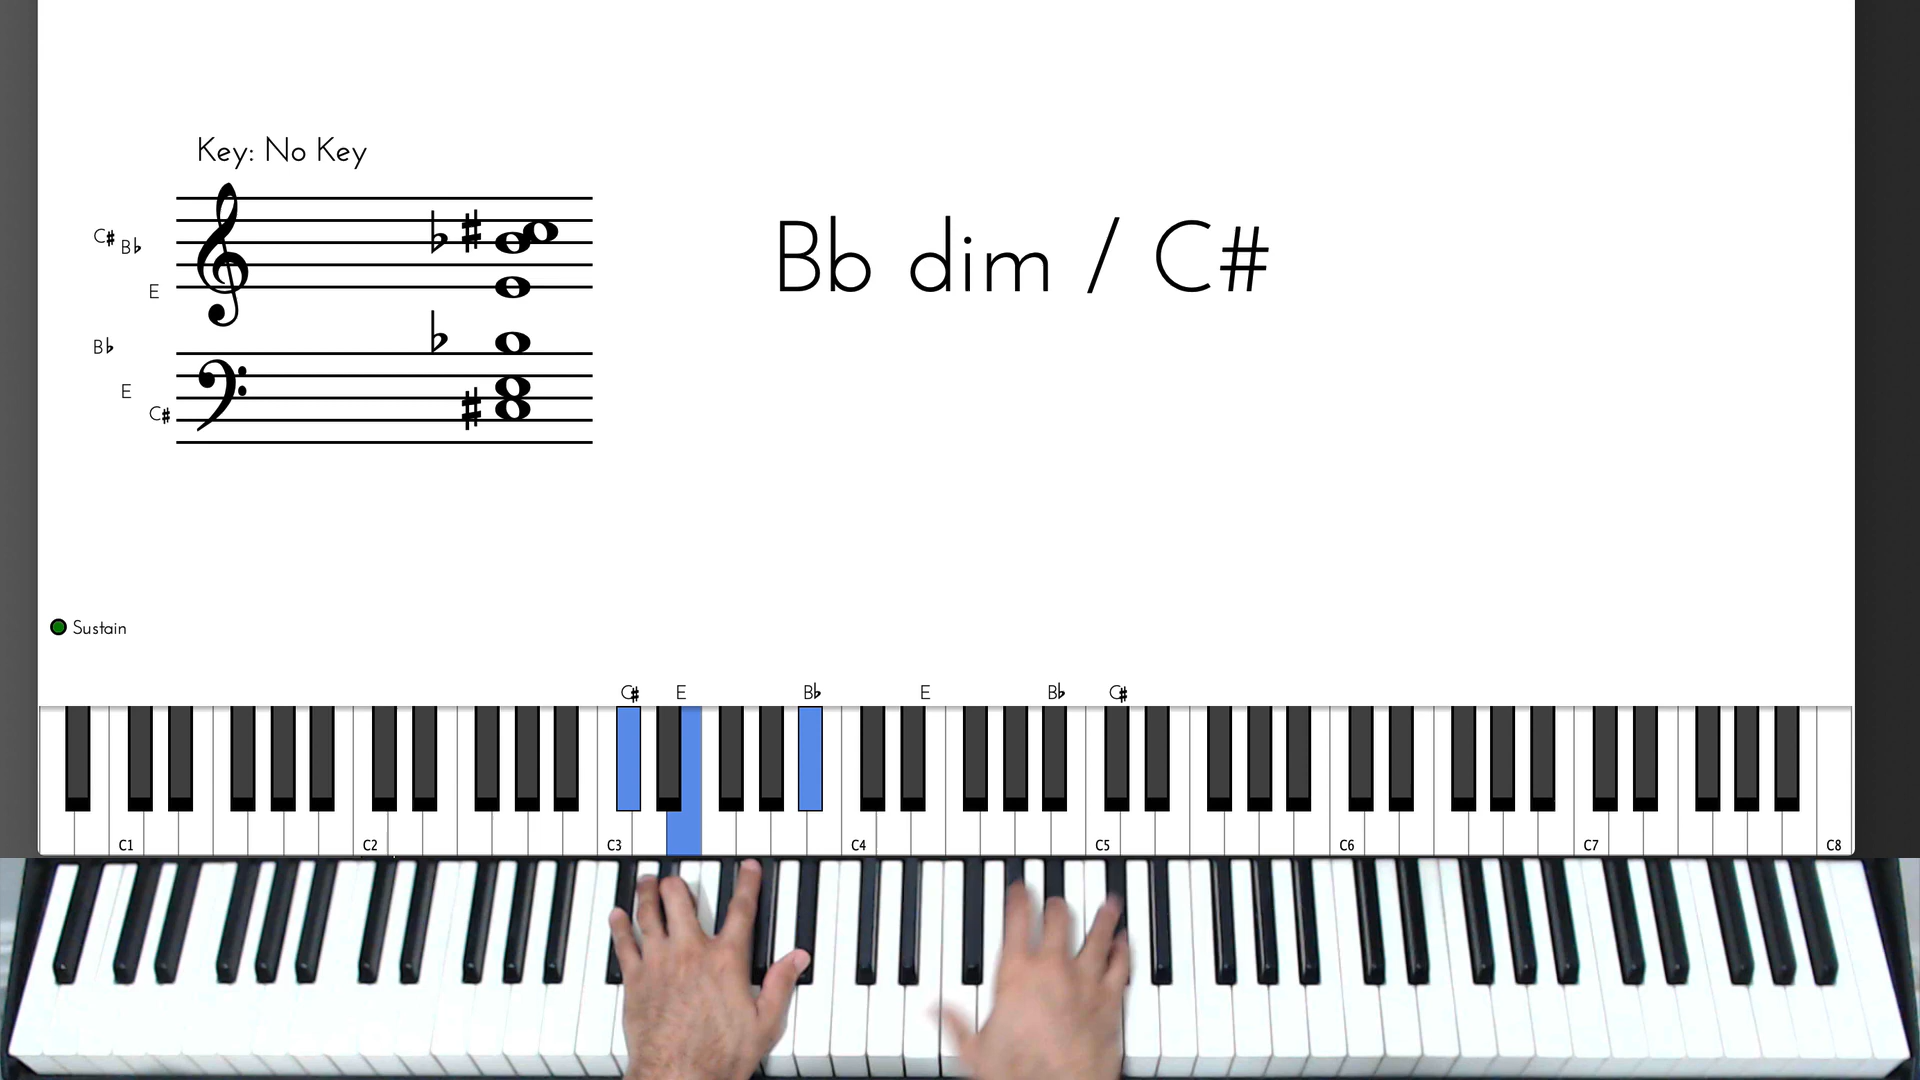 Key: No Key
C# B♭
E
B♭
E
C#
Bb dim / C#
Sustain
C# E B♭ E B♭ C#
C1 C2 C3 C4 C5 C6 C7 C8